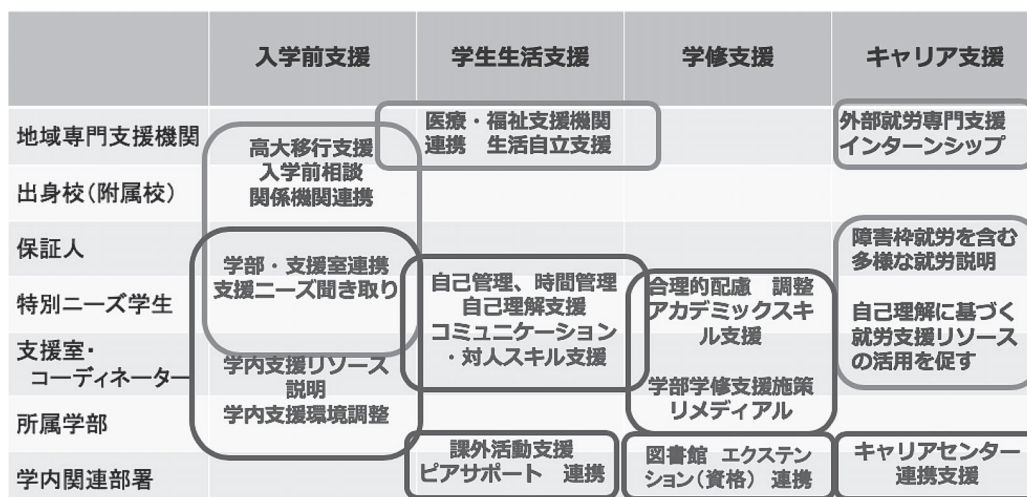 入学前支援
学生生活支援
学修支援
キャリア支援
地域専門支援機関
出身校(附属校)
保証人
特別ニーズ学生
支援室・
コーディネーター
所属学部
学内関連部署
高大移行支援
入学前相談
関係機関連携
学部・支援室連携
支援ニーズ聞き取り
学内支援リソース
説明
学内支援環境調整
医療・福祉支援機関
連携 生活自立支援
自己管理、時間管理
自己理解支援
コミュニケーション
・対人スキル支援
課外活動支援
ピアサポート 連携
合理的配慮 調整
アカデミックスキ
ル支援
学部学修支援施策
リメディアル
図書館 エクステン
ション(資格) 連携
外部就労専門支援
インターンシップ
障害枠就労を含む
多様な就労説明
自己理解に基づく
就労支援リソース
の活用を促す
キャリアセンター
連携支援